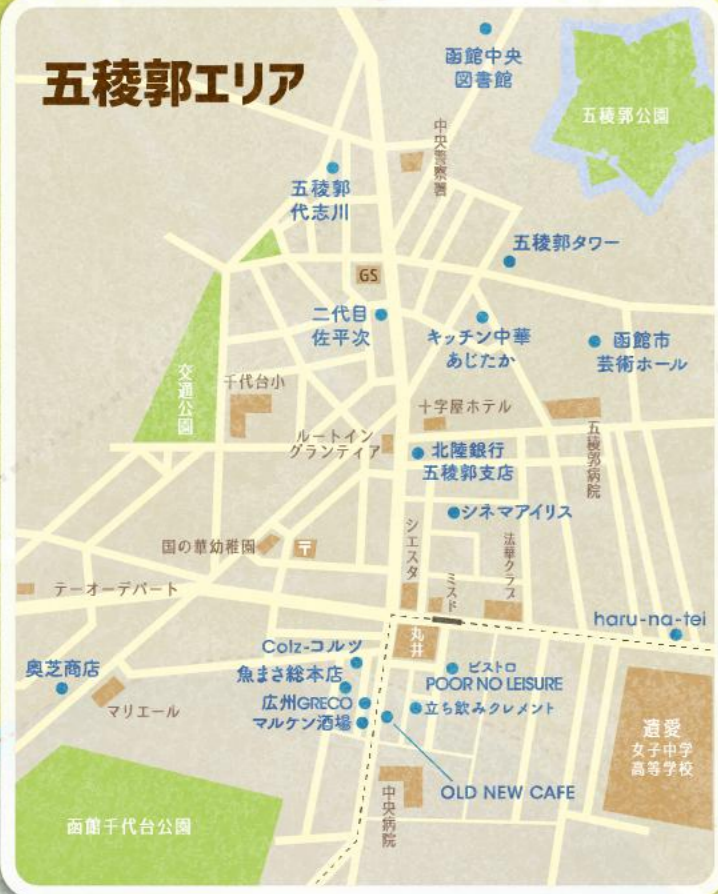 五稜郭エリア
函館中央
図書館
五稜郭公園
中央警察署
五稜郭
代志川
五稜郭タワー
GS
二代目
佐平次
キッチン中華
あじたか
函館市
芸術ホール
交通公園
千代台小
十字屋ホテル
ルートイン
グランティア
五稜郭病院
北陸銀行
五稜郭支店
シネマアイリス
国の華幼稚園
〒
シエスタ
ミスド
法華クラブ
テーオーデパート
haru-na-tei
丸井
Colz-コルツ
奥芝商店
魚まさ総本店
ビストロ
POOR NO LEISURE
マリエール
広州GRECO
立ち飲みクレメント
マルケン酒場
遺愛
女子中学
高等学校
OLD NEW CAFE
中央病院
函館千代台公園